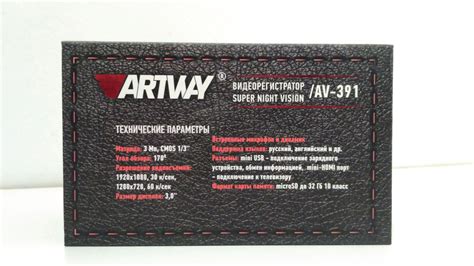 ARTWAY®
ВИДЕОРЕГИСТРАТОР
SUPER NIGHT VISION
/AV-391
ТЕХНИЧЕСКИЕ ПАРАМЕТРЫ
Матрица: 3 Мп, CMOS 1/3"
Угол обзора: 170°
Разрешение видеосъемки:
1920x1080, 30 к/сек,
1280x720, 60 к/сек
Размер дисплея: 3,0"
Встроенные микрофон и динамик
Поддержка языков: русский, английский и др.
Разъемы: mini USB - подключение зарядного
устройства, обмен информацией, mini-HDMI порт
- подключение к телевизору
Формат карты памяти: microSD до 32 ГБ 10 класс